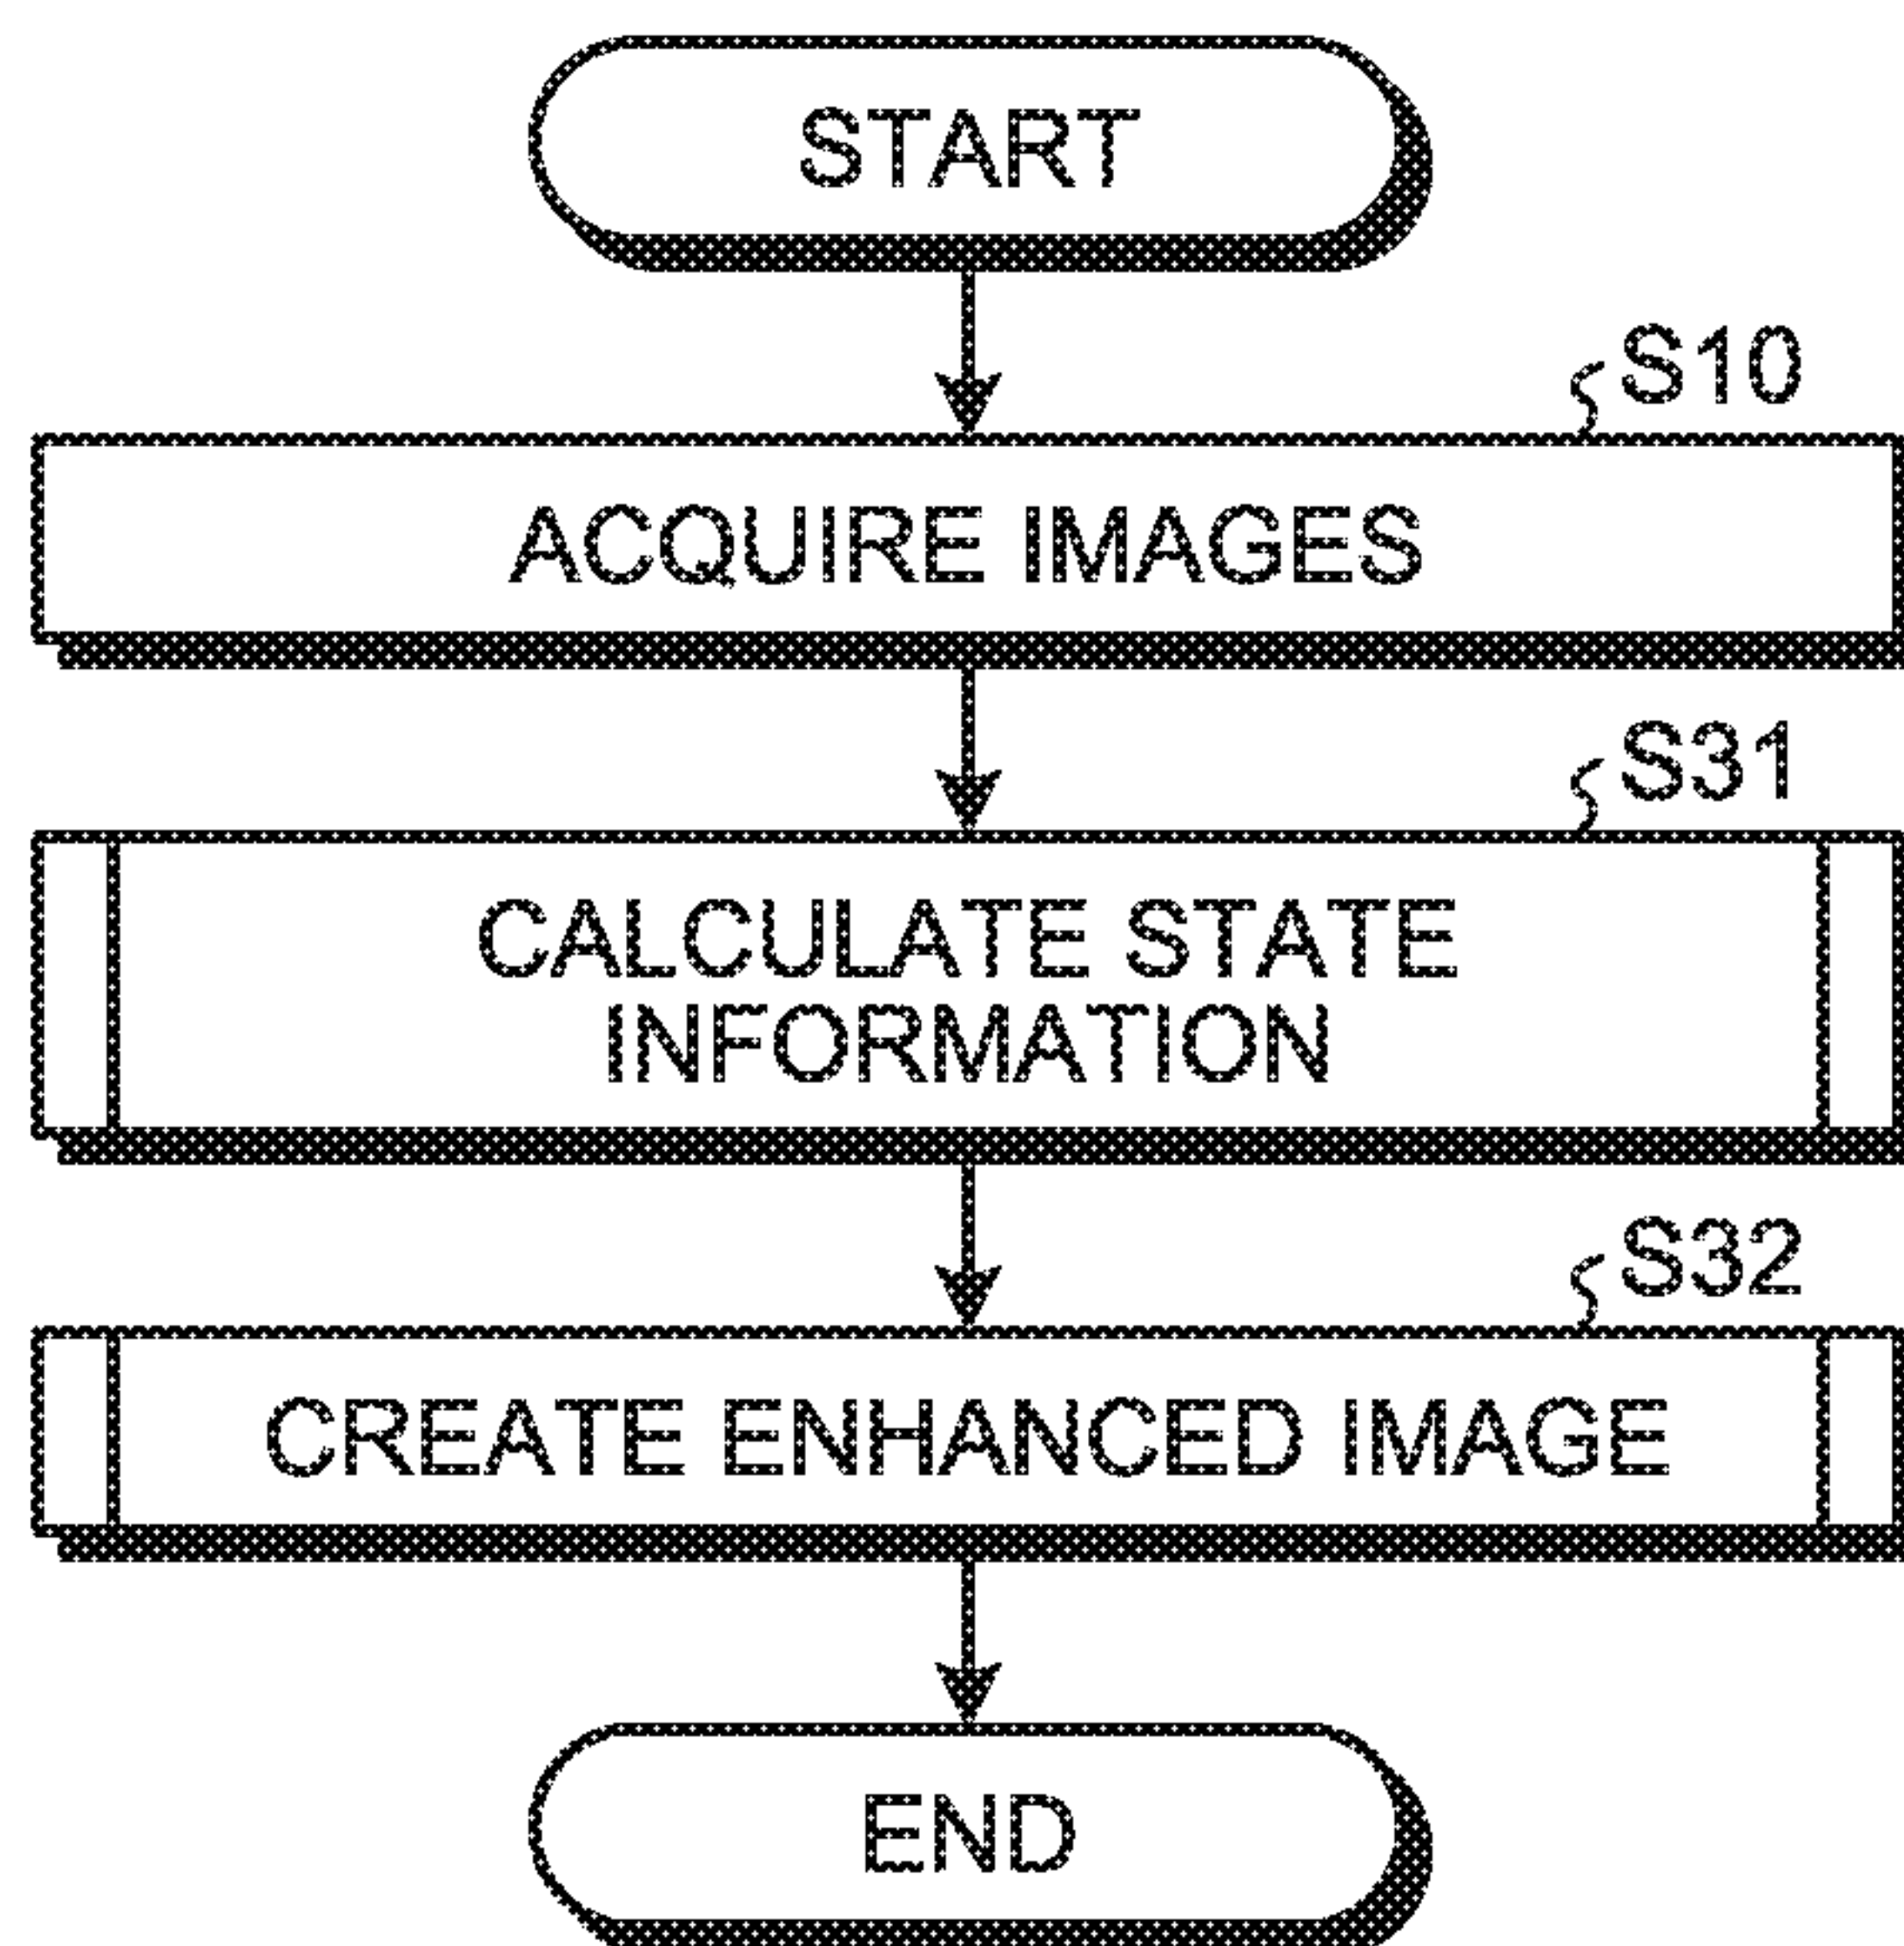 START
S10
ACQUIRE IMAGES
S31
CALCULATE STATE
INFORMATION
S32
CREATE ENHANCED IMAGE
END